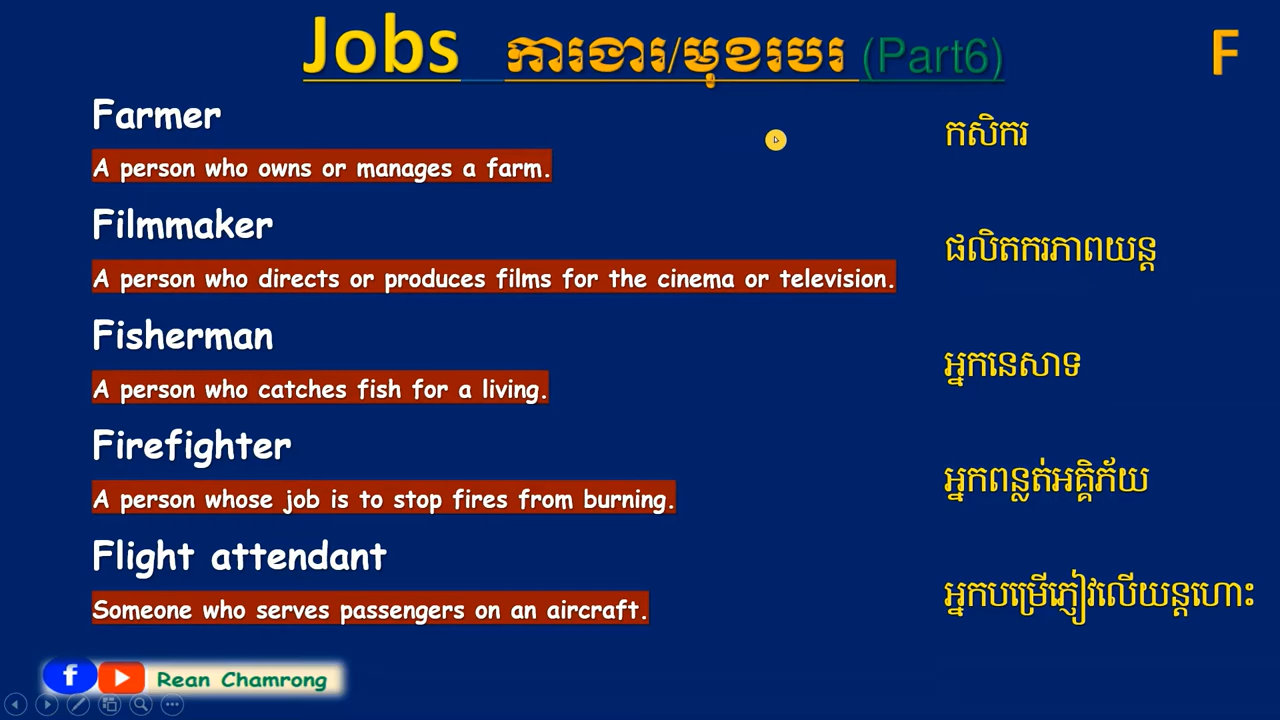 Jobs ការងារ/មុខរបរ (Part6) F
Farmer កសិករ
A person who owns or manages a farm.
Filmmaker ផលិតករភាពយន្ត
A person who directs or produces films for the cinema or television.
Fisherman អ្នកនេសាទ
A person who catches fish for a living.
Firefighter អ្នកពន្លត់អគ្គិភ័យ
A person whose job is to stop fires from burning.
Flight attendant អ្នកបម្រើភ្ញៀវលើយន្តហោះ
Someone who serves passengers on an aircraft.
f Rean Chamrong